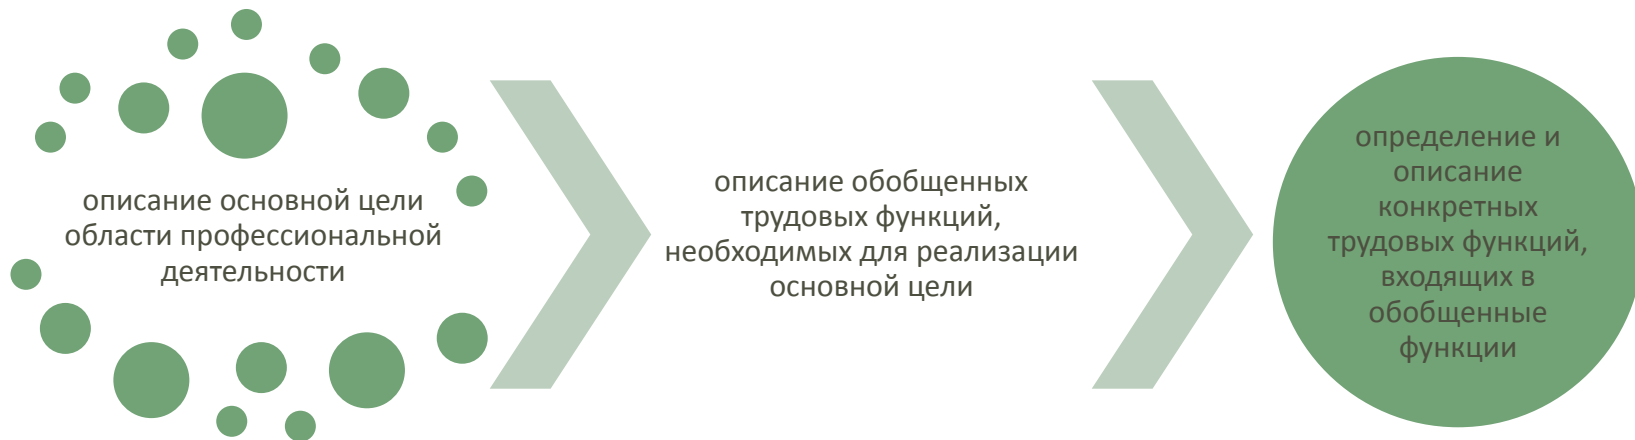 описание основной цели
области профессиональной
деятельности
описание обобщенных
трудовых функций,
необходимых для реализации
основной цели
определение и
описание
конкретных
трудовых функций,
входящих в
обобщенные
функции